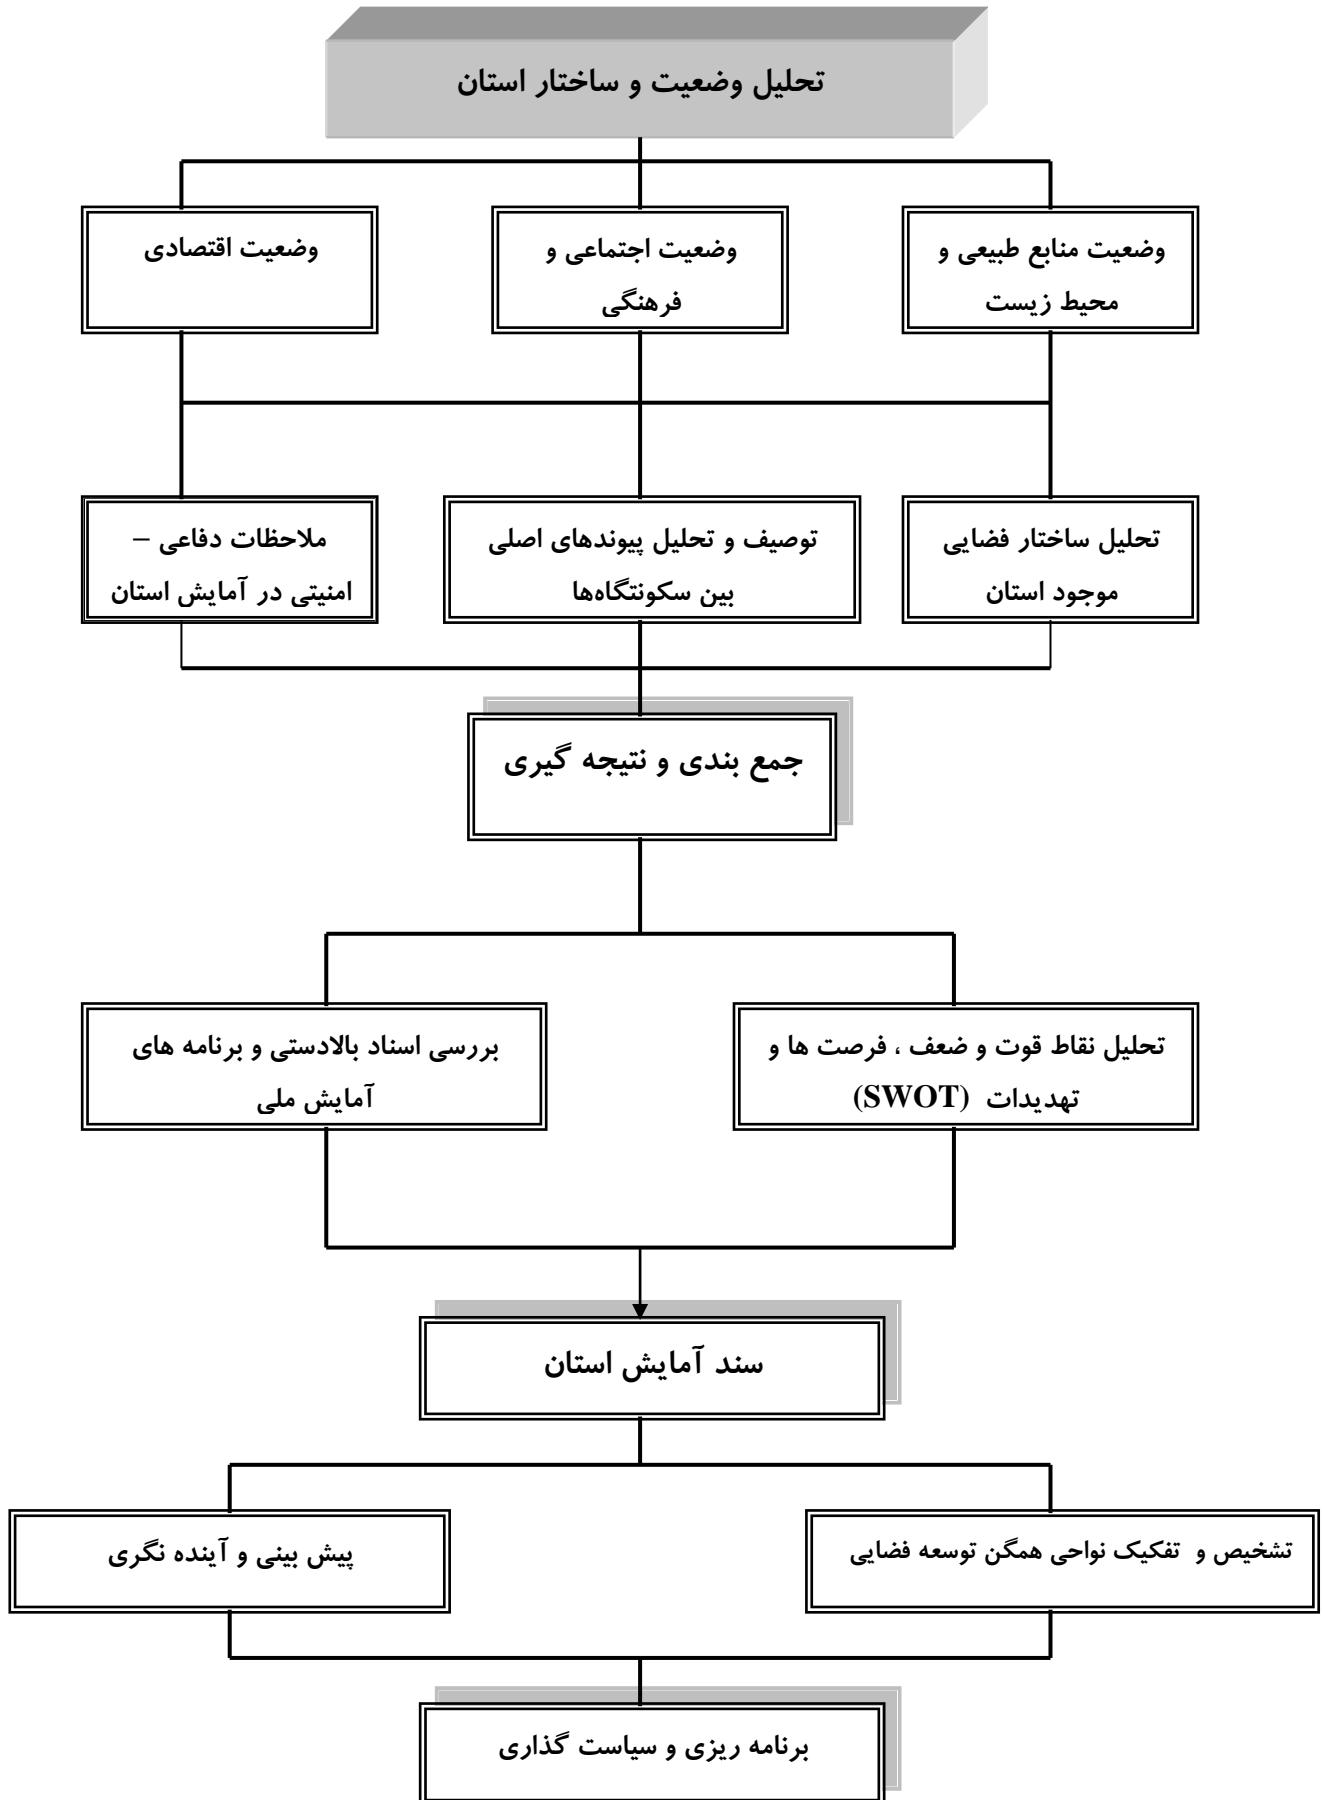 تحلیل وضعیت و ساختار استان
وضعیت منابع طبیعی و
محیط زیست
وضعیت اجتماعی و
فرهنگی
وضعیت اقتصادی
تحلیل ساختار فضایی
موجود استان
توصیف و تحلیل پیوندهای اصلی
بین سکونتگاه‌ها
ملاحظات دفاعی –
امنیتی در آمایش استان
جمع بندی و نتیجه گیری
تحلیل نقاط قوت و ضعف ، فرصت ها و
تهدیدات (SWOT)
بررسی اسناد بالادستی و برنامه های
آمایش ملی
سند آمایش استان
تشخیص و تفکیک نواحی همگن توسعه فضایی
پیش بینی و آینده نگری
برنامه ریزی و سیاست گذاری